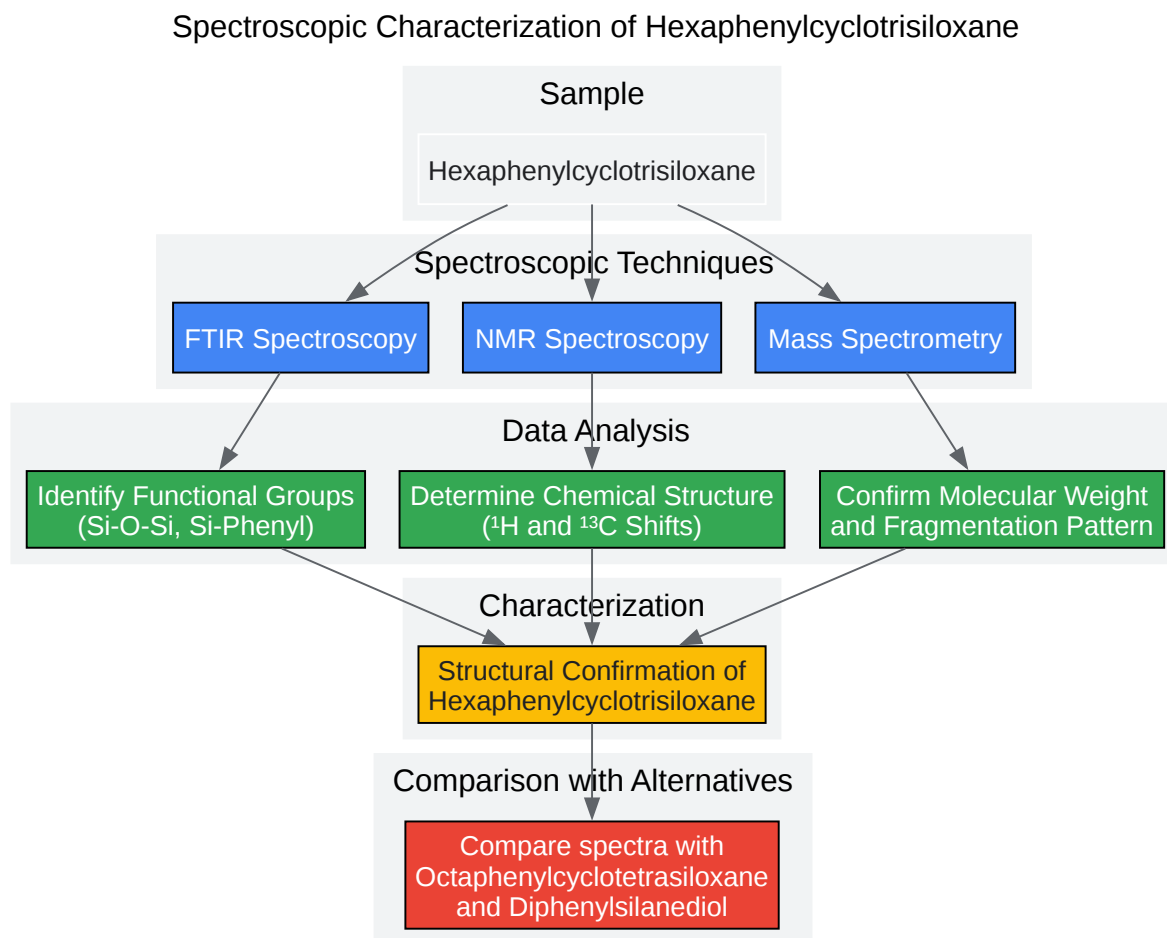 Spectroscopic Characterization of Hexaphenylcyclotrisiloxane
Sample
Hexaphenylcyclotrisiloxane
Spectroscopic Techniques
FTIR Spectroscopy
NMR Spectroscopy
Mass Spectrometry
Data Analysis
Identify Functional Groups
(Si-O-Si, Si-Phenyl)
Determine Chemical Structure
(¹H and ¹³C Shifts)
Confirm Molecular Weight
and Fragmentation Pattern
Characterization
Structural Confirmation of
Hexaphenylcyclotrisiloxane
Comparison with Alternatives
Compare spectra with
Octaphenylcyclotetrasiloxane
and Diphenylsilanediol